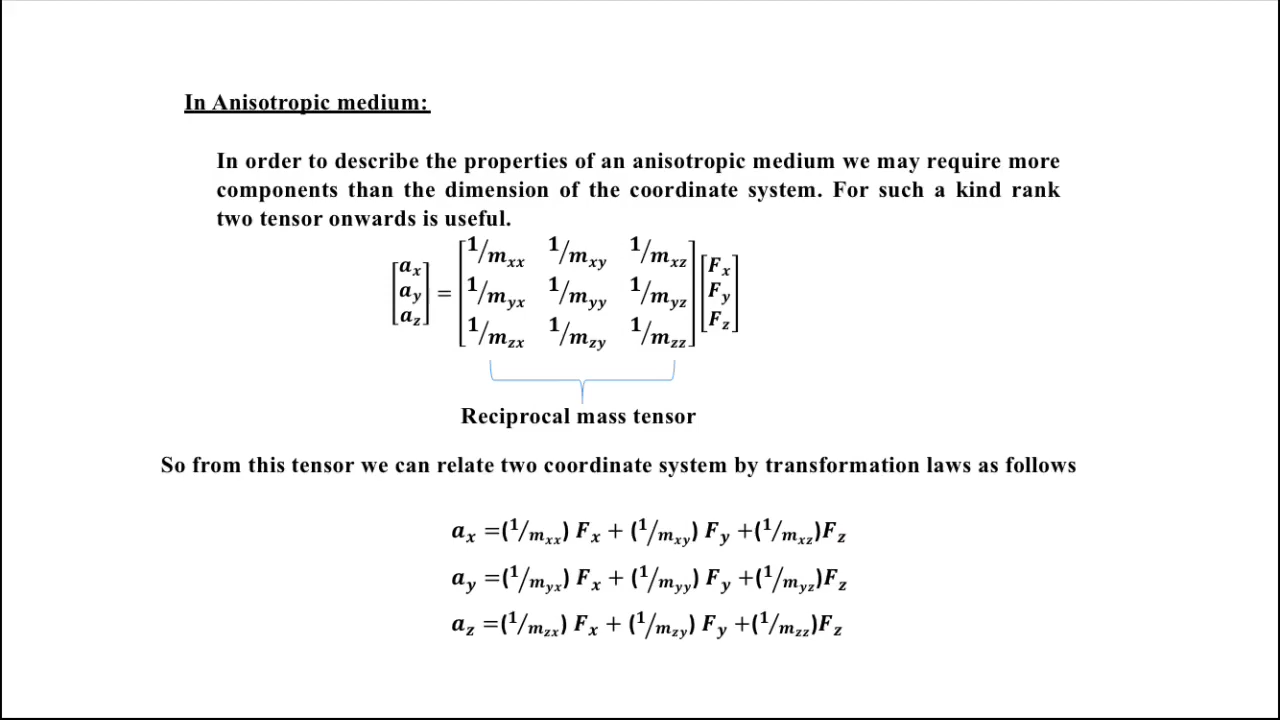 In Anisotropic medium:
In order to describe the properties of an anisotropic medium we may require more
components than the dimension of the coordinate system. For such a kind rank
two tensor onwards is useful.
[a_x a_y a_z] = [1/m_xx 1/m_xy 1/m_xz; 1/m_yx 1/m_yy 1/m_yz; 1/m_zx 1/m_zy 1/m_zz] [F_x F_y F_z]
Reciprocal mass tensor
So from this tensor we can relate two coordinate system by transformation laws as follows
a_x =(1/m_xx) F_x + (1/m_xy) F_y +(1/m_xz)F_z
a_y =(1/m_yx) F_x + (1/m_yy) F_y +(1/m_yz)F_z
a_z =(1/m_zx) F_x + (1/m_zy) F_y +(1/m_zz)F_z